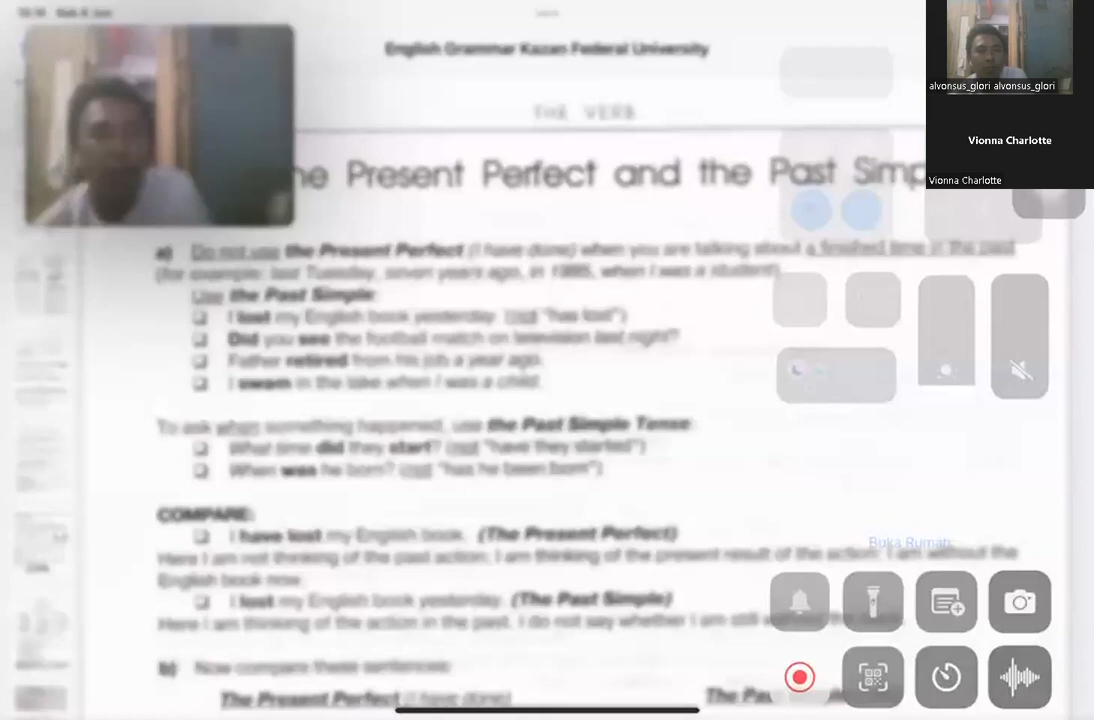 English Grammar Kazan Federal University
THE VERB
ne Present Perfect and the Past Simp
alvonsus_glori alvonsus_glori
Vionna Charlotte
Vionna Charlotte
a) Do not use the Present Perfect (I have done) when you are talking about a finished time in the past
(for example: last Tuesday, seven years ago, in 1985, when I was a student).
Use the Past Simple:
I lost my English book yesterday. (not "has lost")
Did you see the football match on television last night?
Father retired from his job a year ago.
I swam in the lake when I was a child.
To ask when something happened, use the Past Simple Tense:
What time did they start? (not "have they started")
When was he born? (not "has he been born")
COMPARE:
I have lost my English book. (The Present Perfect)
Here I am not thinking of the past action. I am thinking of the present result of the action: I am without the
English book now.
I lost my English book yesterday. (The Past Simple)
Here I am thinking of the action in the past. I do not say whether I am still
b) Now compare these sentences:
The Present Perfect (I have done)
The Pa
Buka Rumah